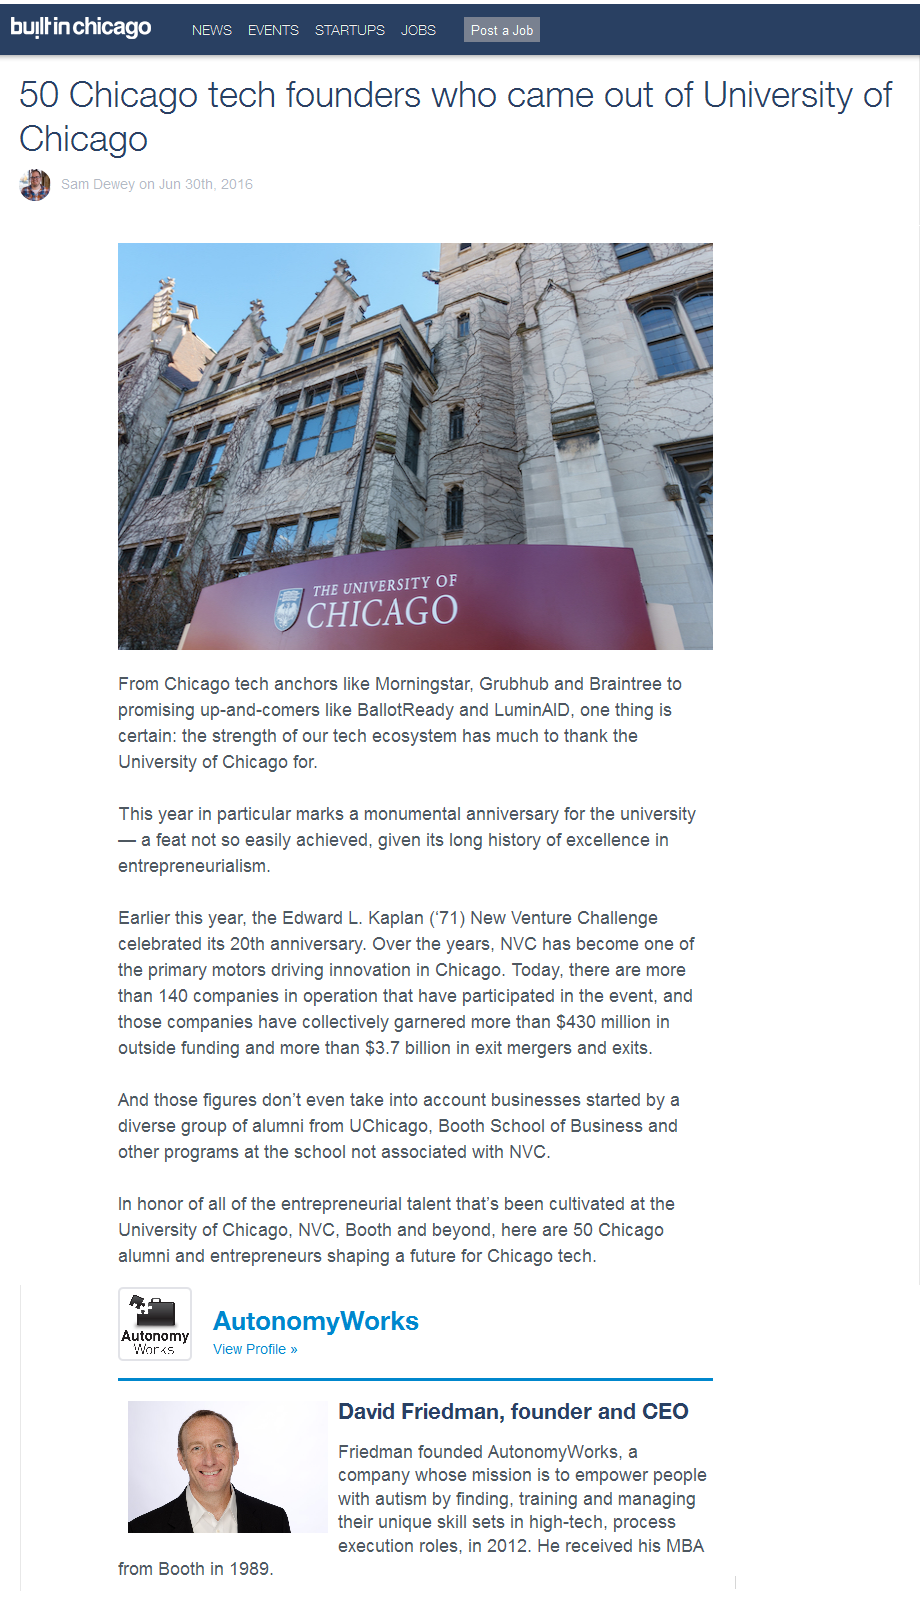 built in chicago
NEWS EVENTS STARTUPS JOBS Post a Job
50 Chicago tech founders who came out of University of
Chicago
Sam Dewey on Jun 30th, 2016
THE UNIVERSITY OF
CHICAGO
From Chicago tech anchors like Morningstar, Grubhub and Braintree to
promising up-and-comers like BallotReady and LuminAID, one thing is
certain: the strength of our tech ecosystem has much to thank the
University of Chicago for.
This year in particular marks a monumental anniversary for the university
— a feat not so easily achieved, given its long history of excellence in
entrepreneurialism.
Earlier this year, the Edward L. Kaplan (‘71) New Venture Challenge
celebrated its 20th anniversary. Over the years, NVC has become one of
the primary motors driving innovation in Chicago. Today, there are more
than 140 companies in operation that have participated in the event, and
those companies have collectively garnered more than $430 million in
outside funding and more than $3.7 billion in exit mergers and exits.
And those figures don’t even take into account businesses started by a
diverse group of alumni from UChicago, Booth School of Business and
other programs at the school not associated with NVC.
In honor of all of the entrepreneurial talent that’s been cultivated at the
University of Chicago, NVC, Booth and beyond, here are 50 Chicago
alumni and entrepreneurs shaping a future for Chicago tech.
Autonomy
Works
AutonomyWorks
View Profile »
David Friedman, founder and CEO
Friedman founded AutonomyWorks, a
company whose mission is to empower people
with autism by finding, training and managing
their unique skill sets in high-tech, process
execution roles, in 2012. He received his MBA
from Booth in 1989.